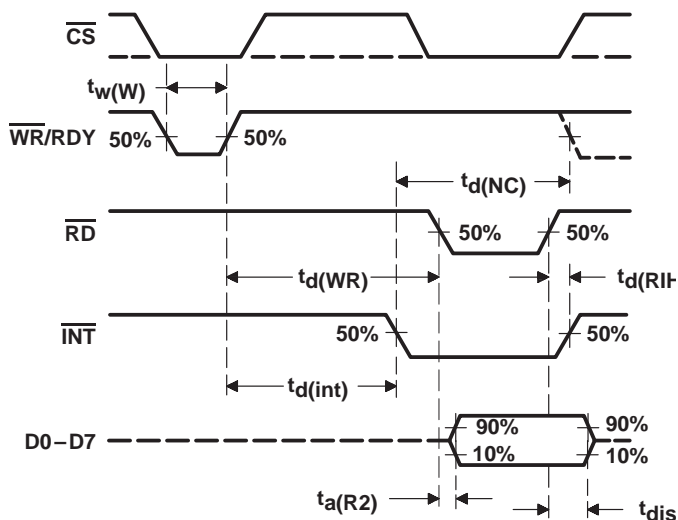 CS
tw(W)
WR/RDY
50%
50%
td(NC)
RD
50%
50%
td(WR)
td(RIH
INT
50%
50%
td(int)
D0–D7
90%
90%
10%
10%
ta(R2)
tdis